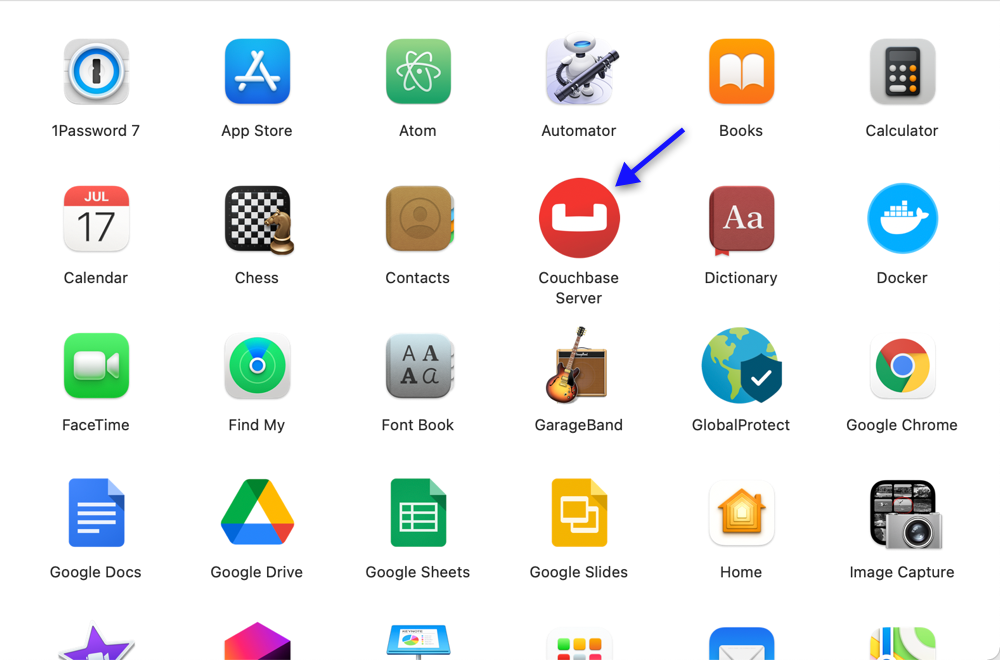 1Password 7
App Store
Atom
Automator
Books
Calculator
JUL
17
Aa
Calendar
Chess
Contacts
Couchbase
Server
Dictionary
Docker
A A
A a
FaceTime
Find My
Font Book
GarageBand
GlobalProtect
Google Chrome
Google Docs
Google Drive
Google Sheets
Google Slides
Home
Image Capture
KEYNOTE